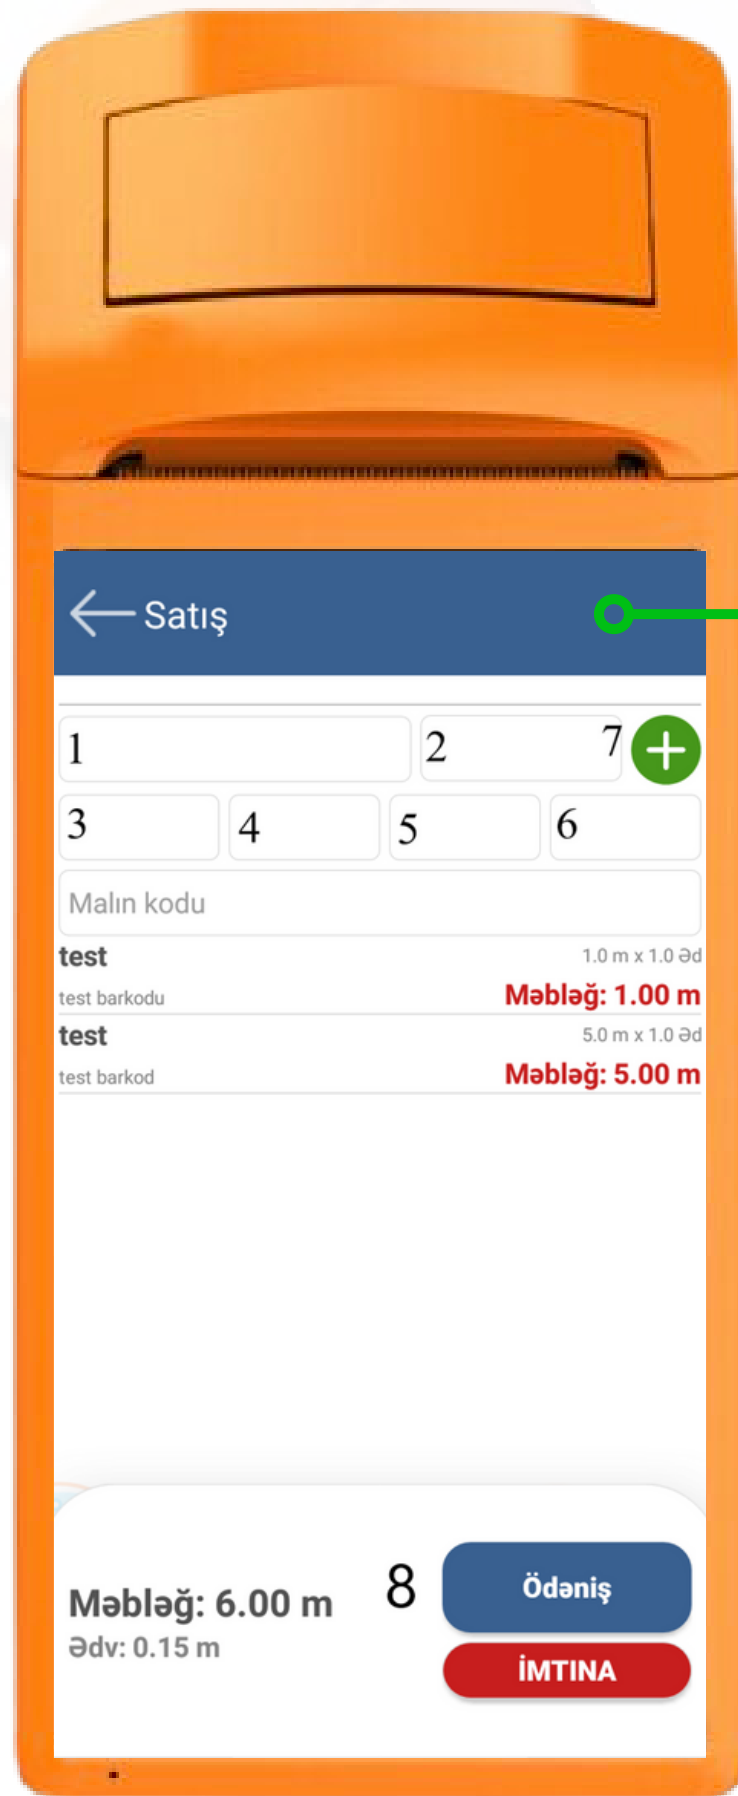 Satış
1 2 7
3 4 5 6
Malın kodu
test 1.0 m x 1.0 Əd
test barkodu Məbləğ: 1.00 m
test 5.0 m x 1.0 Əd
test barkod Məbləğ: 5.00 m
Məbləğ: 6.00 m 8 Ödəniş
Ədv: 0.15 m
İMTINA